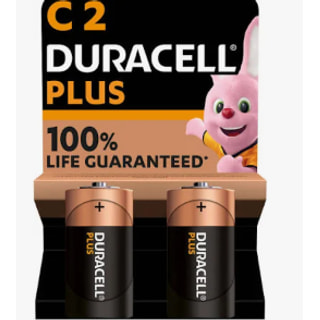 C 2
DURACELL®
PLUS
100%
LIFE GUARANTEED*
+
DURACELL
PLUS
+
DURACELL
PLUS